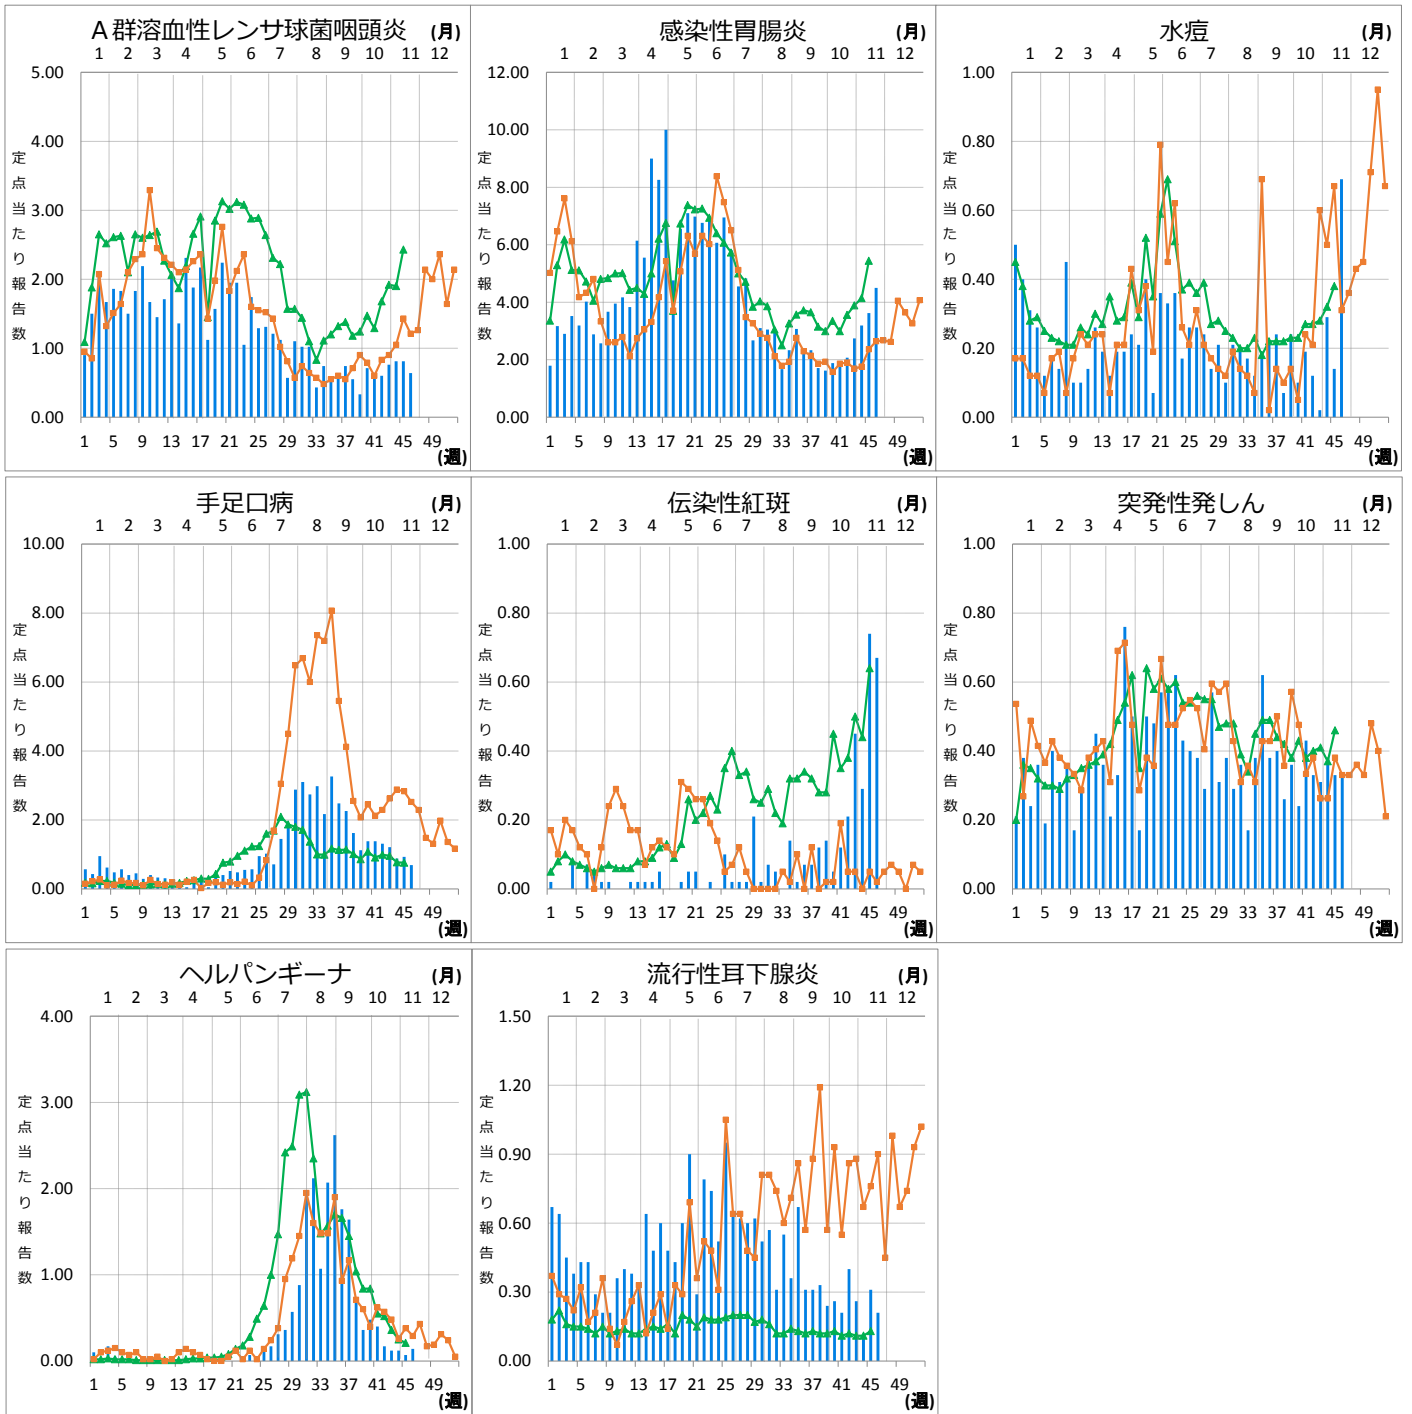 A群溶血性レンサ球菌咽頭炎 (月)
1 2 3 4 5 6 7 8 9 10 11 12
5.00
4.00
3.00
2.00
1.00
0.00
定点当たり報告数
1 5 9 13 17 21 25 29 33 37 41 45 49
(週)
感染性胃腸炎 (月)
1 2 3 4 5 6 7 8 9 10 11 12
12.00
10.00
8.00
6.00
4.00
2.00
0.00
定点当たり報告数
1 5 9 13 17 21 25 29 33 37 41 45 49
(週)
水痘 (月)
1 2 3 4 5 6 7 8 9 10 11 12
1.00
0.80
0.60
0.40
0.20
0.00
定点当たり報告数
1 5 9 13 17 21 25 29 33 37 41 45 49
(週)
手足口病 (月)
1 2 3 4 5 6 7 8 9 10 11 12
10.00
8.00
6.00
4.00
2.00
0.00
定点当たり報告数
1 5 9 13 17 21 25 29 33 37 41 45 49
(週)
伝染性紅斑 (月)
1 2 3 4 5 6 7 8 9 10 11 12
1.00
0.80
0.60
0.40
0.20
0.00
定点当たり報告数
1 5 9 13 17 21 25 29 33 37 41 45 49
(週)
突発性発しん (月)
1 2 3 4 5 6 7 8 9 10 11 12
1.00
0.80
0.60
0.40
0.20
0.00
定点当たり報告数
1 5 9 13 17 21 25 29 33 37 41 45 49
(週)
ヘルパンギーナ (月)
1 2 3 4 5 6 7 8 9 10 11 12
4.00
3.00
2.00
1.00
0.00
定点当たり報告数
1 5 9 13 17 21 25 29 33 37 41 45 49
(週)
流行性耳下腺炎 (月)
1 2 3 4 5 6 7 8 9 10 11 12
1.50
1.20
0.90
0.60
0.30
0.00
定点当たり報告数
1 5 9 13 17 21 25 29 33 37 41 45 49
(週)